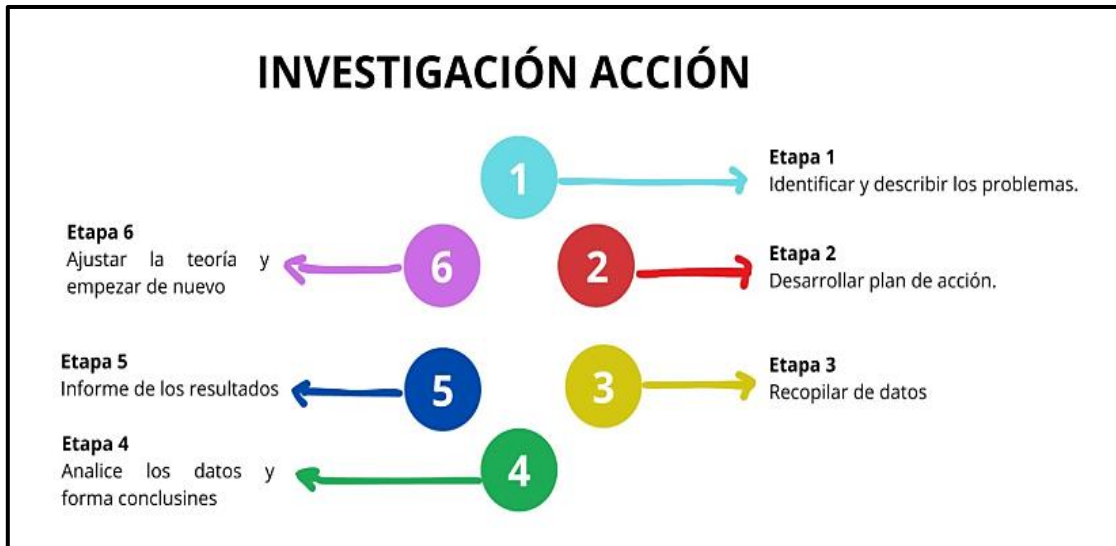 INVESTIGACIÓN ACCIÓN
1
Etapa 1
Identificar y describir los problemas.
2
Etapa 2
Desarrollar plan de acción.
3
Etapa 3
Recopilar de datos
4
Etapa 4
Analice los datos y
forma conclusines
5
Etapa 5
Informe de los resultados
6
Etapa 6
Ajustar la teoría y
empezar de nuevo